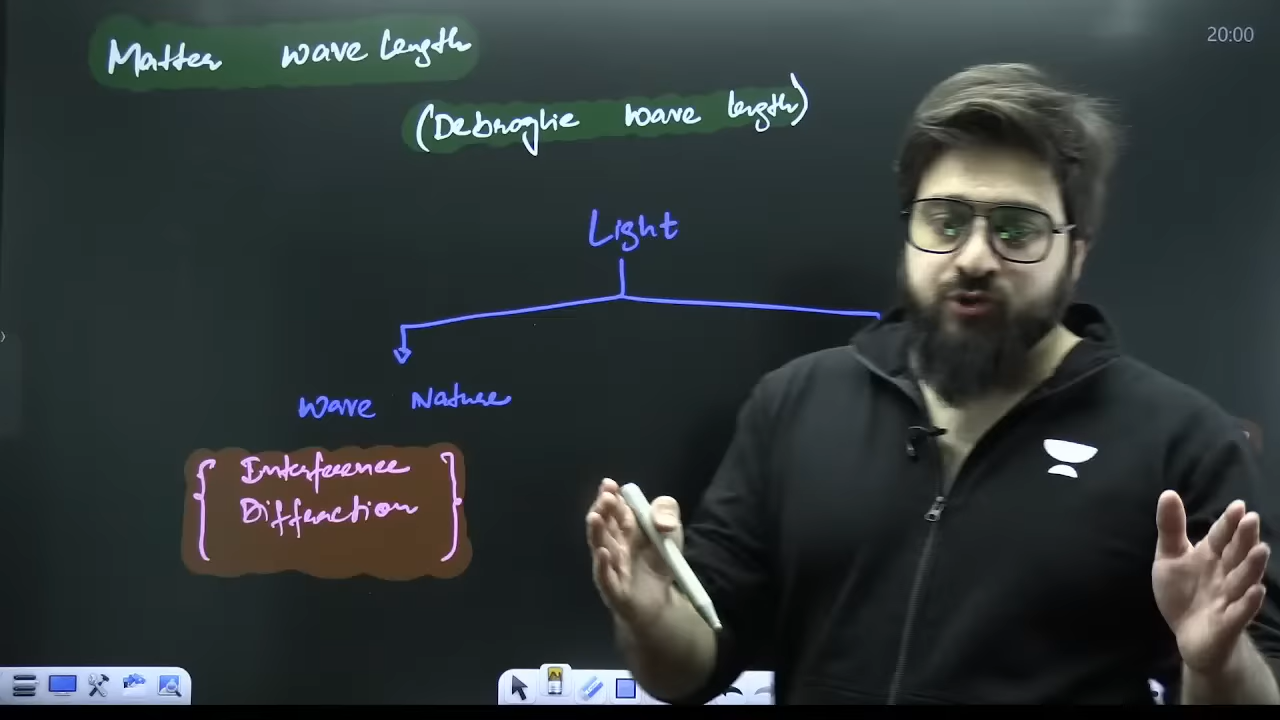 20:00
Matter wave length
(Debroglie wave length)
Light
wave Nature
Interference
Diffraction